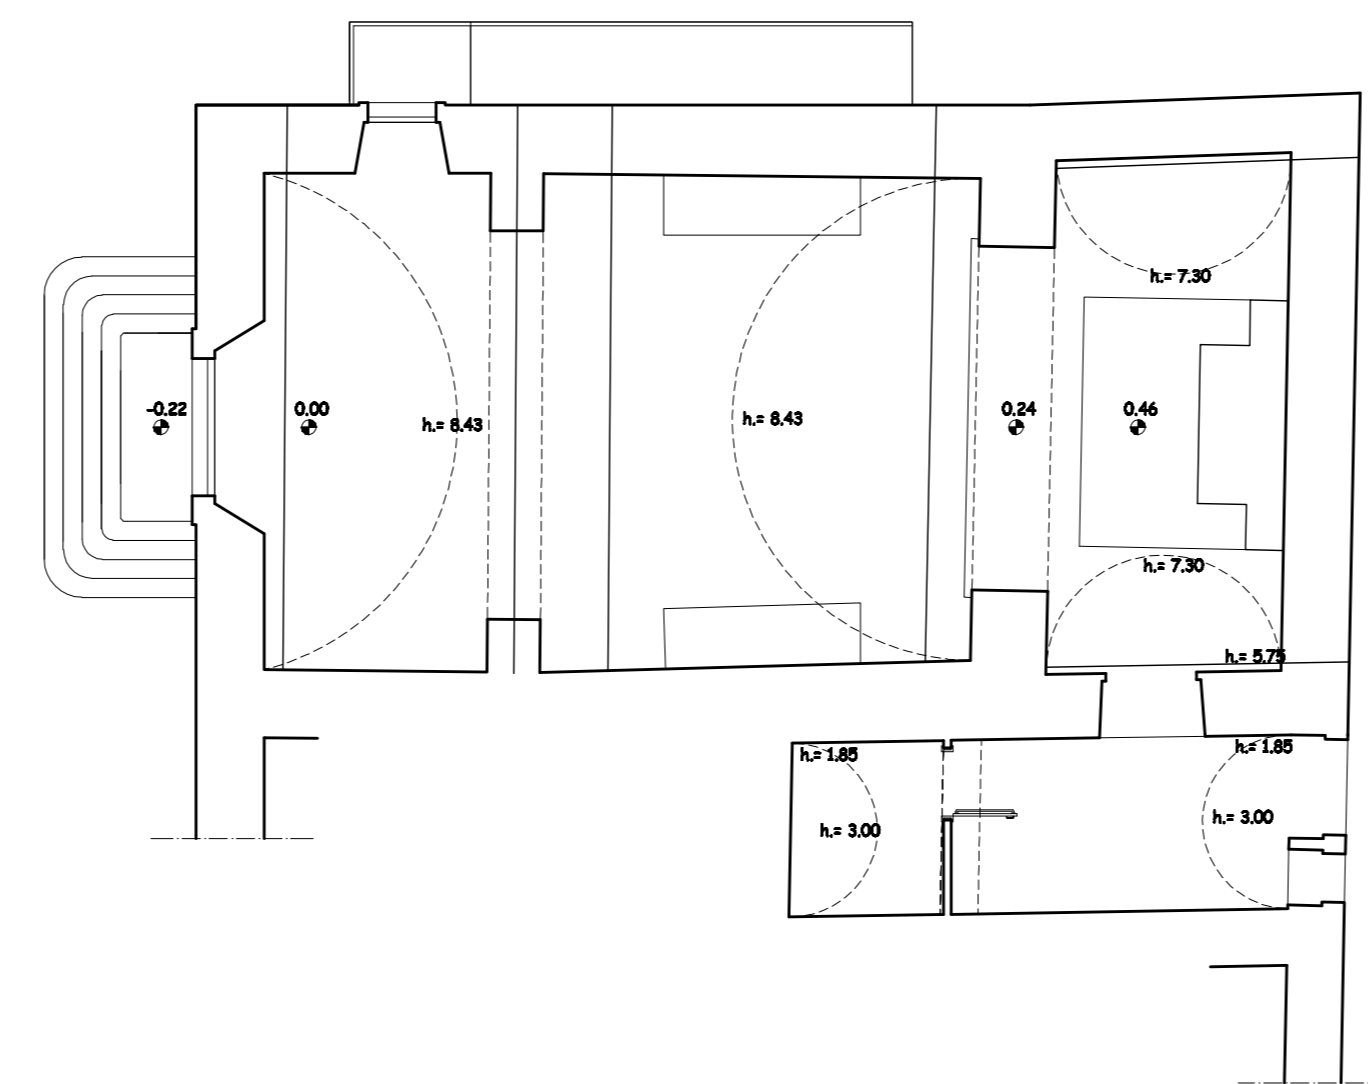 h.= 7.30
-0.22
0.00
h.= 8.43
h.= 8.43
0.24
0.46
h.= 7.30
h.= 5.75
h.= 1.85
h.= 1.85
h.= 3.00
h.= 3.00